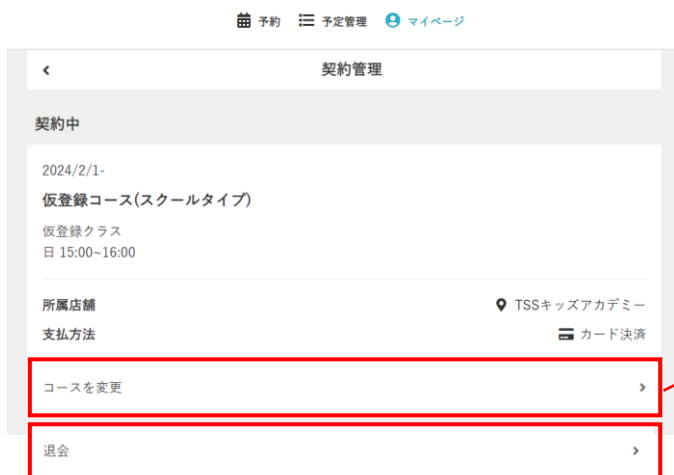 予約 予定管理 マイページ
契約管理
契約中
2024/2/1-
仮登録コース(スクールタイプ)
仮登録クラス
日 15:00~16:00
所属店舗 TSSキッズアカデミー
支払方法 カード決済
コースを変更
退会